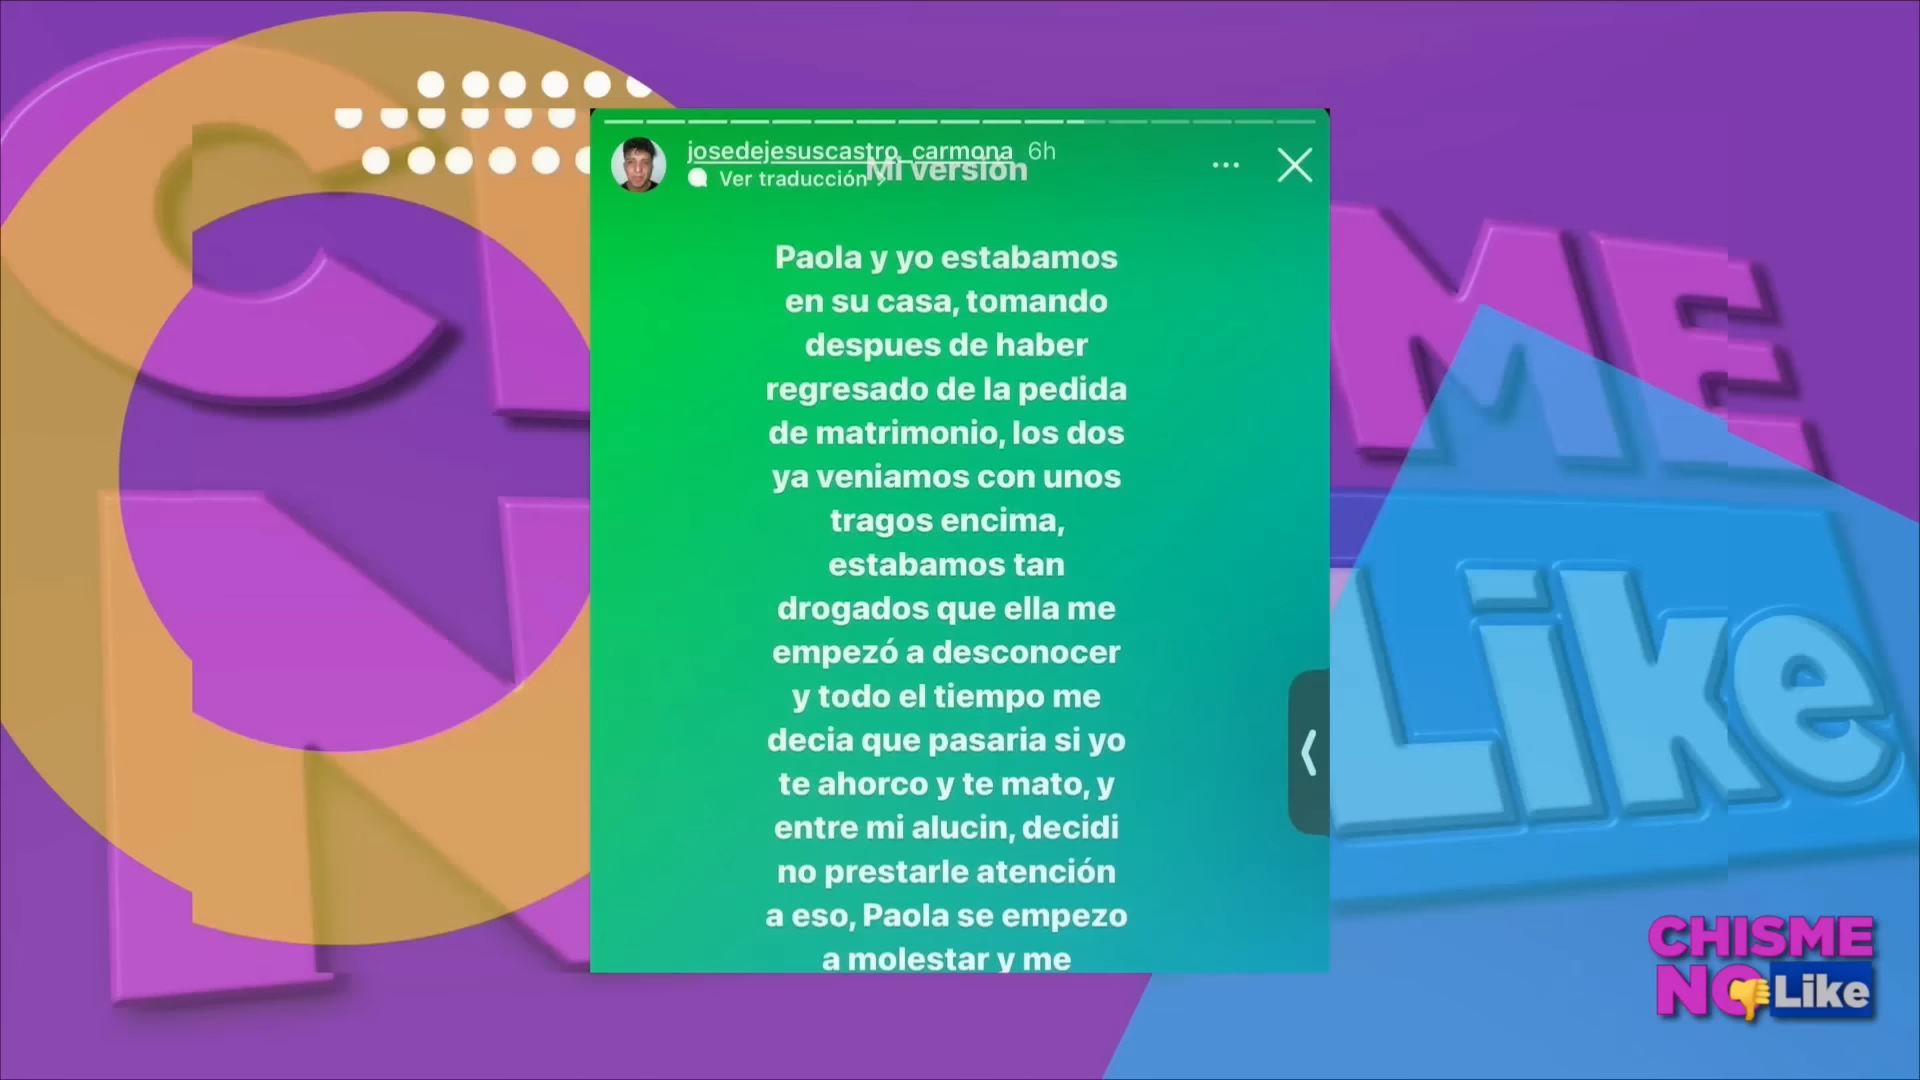 josedejesuscastro_carmona 6h
Ver traducción
Mi versión
Paola y yo estabamos
en su casa, tomando
despues de haber
regresado de la pedida
de matrimonio, los dos
ya veniamos con unos
tragos encima,
estabamos tan
drogados que ella me
empezó a desconocer
y todo el tiempo me
decia que pasaria si yo
te ahorco y te mato, y
entre mi alucin, decidi
no prestarle atención
a eso, Paola se empezo
a molestar y me
ME
Like
CHISME
NO Like